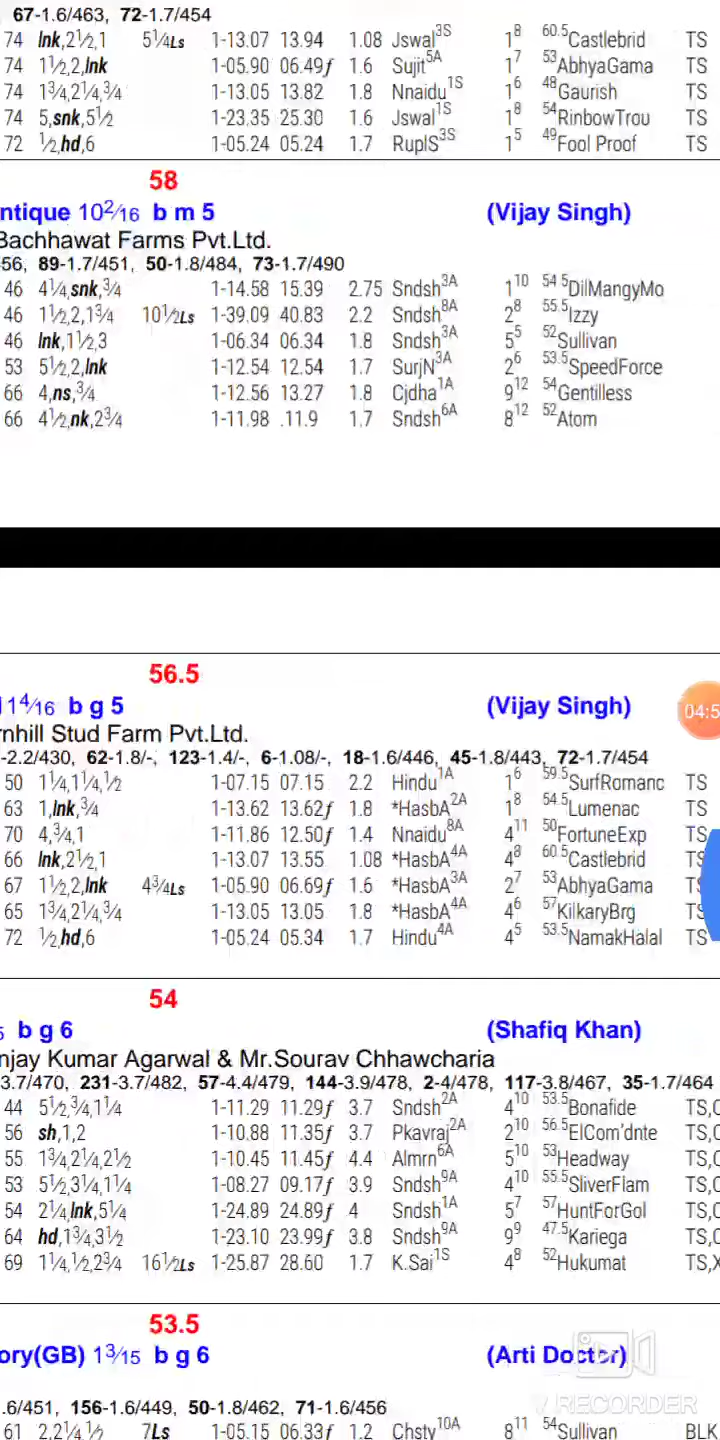 67-1.6/463, 72-1.7/454
74 lnk,2½,1 5¼Ls 1-13.07 13.94 1.08 Jswal3S 1⁸ 60.5Castlebrid TS
74 1½,2,lnk 1-05.90 06.49ƒ 1.6 Sujit5A 1⁷ 53AbhyaGama TS
74 1¾,2¼,¾ 1-13.05 13.82 1.8 Nnaidu1S 1⁶ 48Gaurish TS
74 5,snk,5½ 1-23.35 25.30 1.6 Jswal1S 1⁸ 54RinbowTrou TS
72 ½,hd,6 1-05.24 05.24 1.7 RuplS3S 1⁵ 49Fool Proof TS
58
ntique 10²⁄16 b m 5 (Vijay Singh)
Bachhawat Farms Pvt.Ltd.
56, 89-1.7/451, 50-1.8/484, 73-1.7/490
46 4¼,snk,¾ 1-14.58 15.39 2.75 Sndsh3A 1¹⁰ 54.5DilMangyMo
46 1½,2,1¾ 10½Ls 1-39.09 40.83 2.2 Sndsh8A 2⁸ 55.5Izzy
46 lnk,1½,3 1-06.34 06.34 1.8 Sndsh3A 5⁵ 52Sullivan
53 5½,2,lnk 1-12.54 12.54 1.7 SurjN3A 2⁶ 53.5SpeedForce
66 4,ns,¾ 1-12.56 13.27 1.8 Cjdha1A 9¹² 54Gentilless
66 4½,nk,2¾ 1-11.98 .11.9 1.7 Sndsh6A 8¹² 52Atom
56.5
11⁴⁄16 b g 5 (Vijay Singh)
rnhill Stud Farm Pvt.Ltd.
-2.2/430, 62-1.8/-, 123-1.4/-, 6-1.08/-, 18-1.6/446, 45-1.8/443, 72-1.7/454
04:5
50 1¼,1¼,½ 1-07.15 07.15 2.2 Hindu1A 1⁶ 59.5SurfRomanc TS
63 1,lnk,¾ 1-13.62 13.62ƒ 1.8 *HasbA2A 1⁸ 54.5Lumenac TS
70 4,¾,1 1-11.86 12.50ƒ 1.4 Nnaidu8A 4¹¹ 50FortuneExp TS
66 lnk,2½,1 1-13.07 13.55 1.08 *HasbA4A 4⁸ 60.5Castlebrid TS
67 1½,2,lnk 4¾Ls 1-05.90 06.69ƒ 1.6 *HasbA3A 2⁷ 53AbhyaGama TS
65 1¾,2¼,¾ 1-13.05 13.05 1.8 *HasbA4A 4⁶ 57KilkaryBrg TS
72 ½,hd,6 1-05.24 05.34 1.7 Hindu4A 4⁵ 53.5NamakHalal TS
54
5 b g 6 (Shafiq Khan)
njay Kumar Agarwal & Mr.Sourav Chhawcharia
3.7/470, 231-3.7/482, 57-4.4/479, 144-3.9/478, 2-4/478, 117-3.8/467, 35-1.7/464
44 5½,¾,1¼ 1-11.29 11.29ƒ 3.7 Sndsh2A 4¹⁰ 53.5Bonafide TS,C
56 sh,1,2 1-10.88 11.35ƒ 3.7 Pkavraj2A 2¹⁰ 56.5ElCom'dnte TS,C
55 1¾,2¼,2½ 1-10.45 11.45ƒ 4.4 Almrn6A 5¹⁰ 53Headway TS,C
53 5½,3¼,1¼ 1-08.27 09.17ƒ 3.9 Sndsh9A 4¹⁰ 55.5SliverFlam TS,C
54 2¼,lnk,5¼ 1-24.89 24.89ƒ 4 Sndsh1A 5⁷ 57HuntForGol TS,C
64 hd,1¾,3½ 1-23.10 23.99ƒ 3.8 Sndsh9A 9⁹ 47.5Kariega TS,C
69 1¼,½,2¾ 16½Ls 1-25.87 28.60 1.7 K.Sai1S 4⁸ 52Hukumat TS,X
53.5
ory(GB) 1³⁄15 b g 6 (Arti Doctor)
.6/451, 156-1.6/449, 50-1.8/462, 71-1.6/456
V RECORDER
61 2,2¼,½ 7Ls 1-05.15 06.33ƒ 1.2 Chsty10A 8¹¹ 54Sullivan BLK